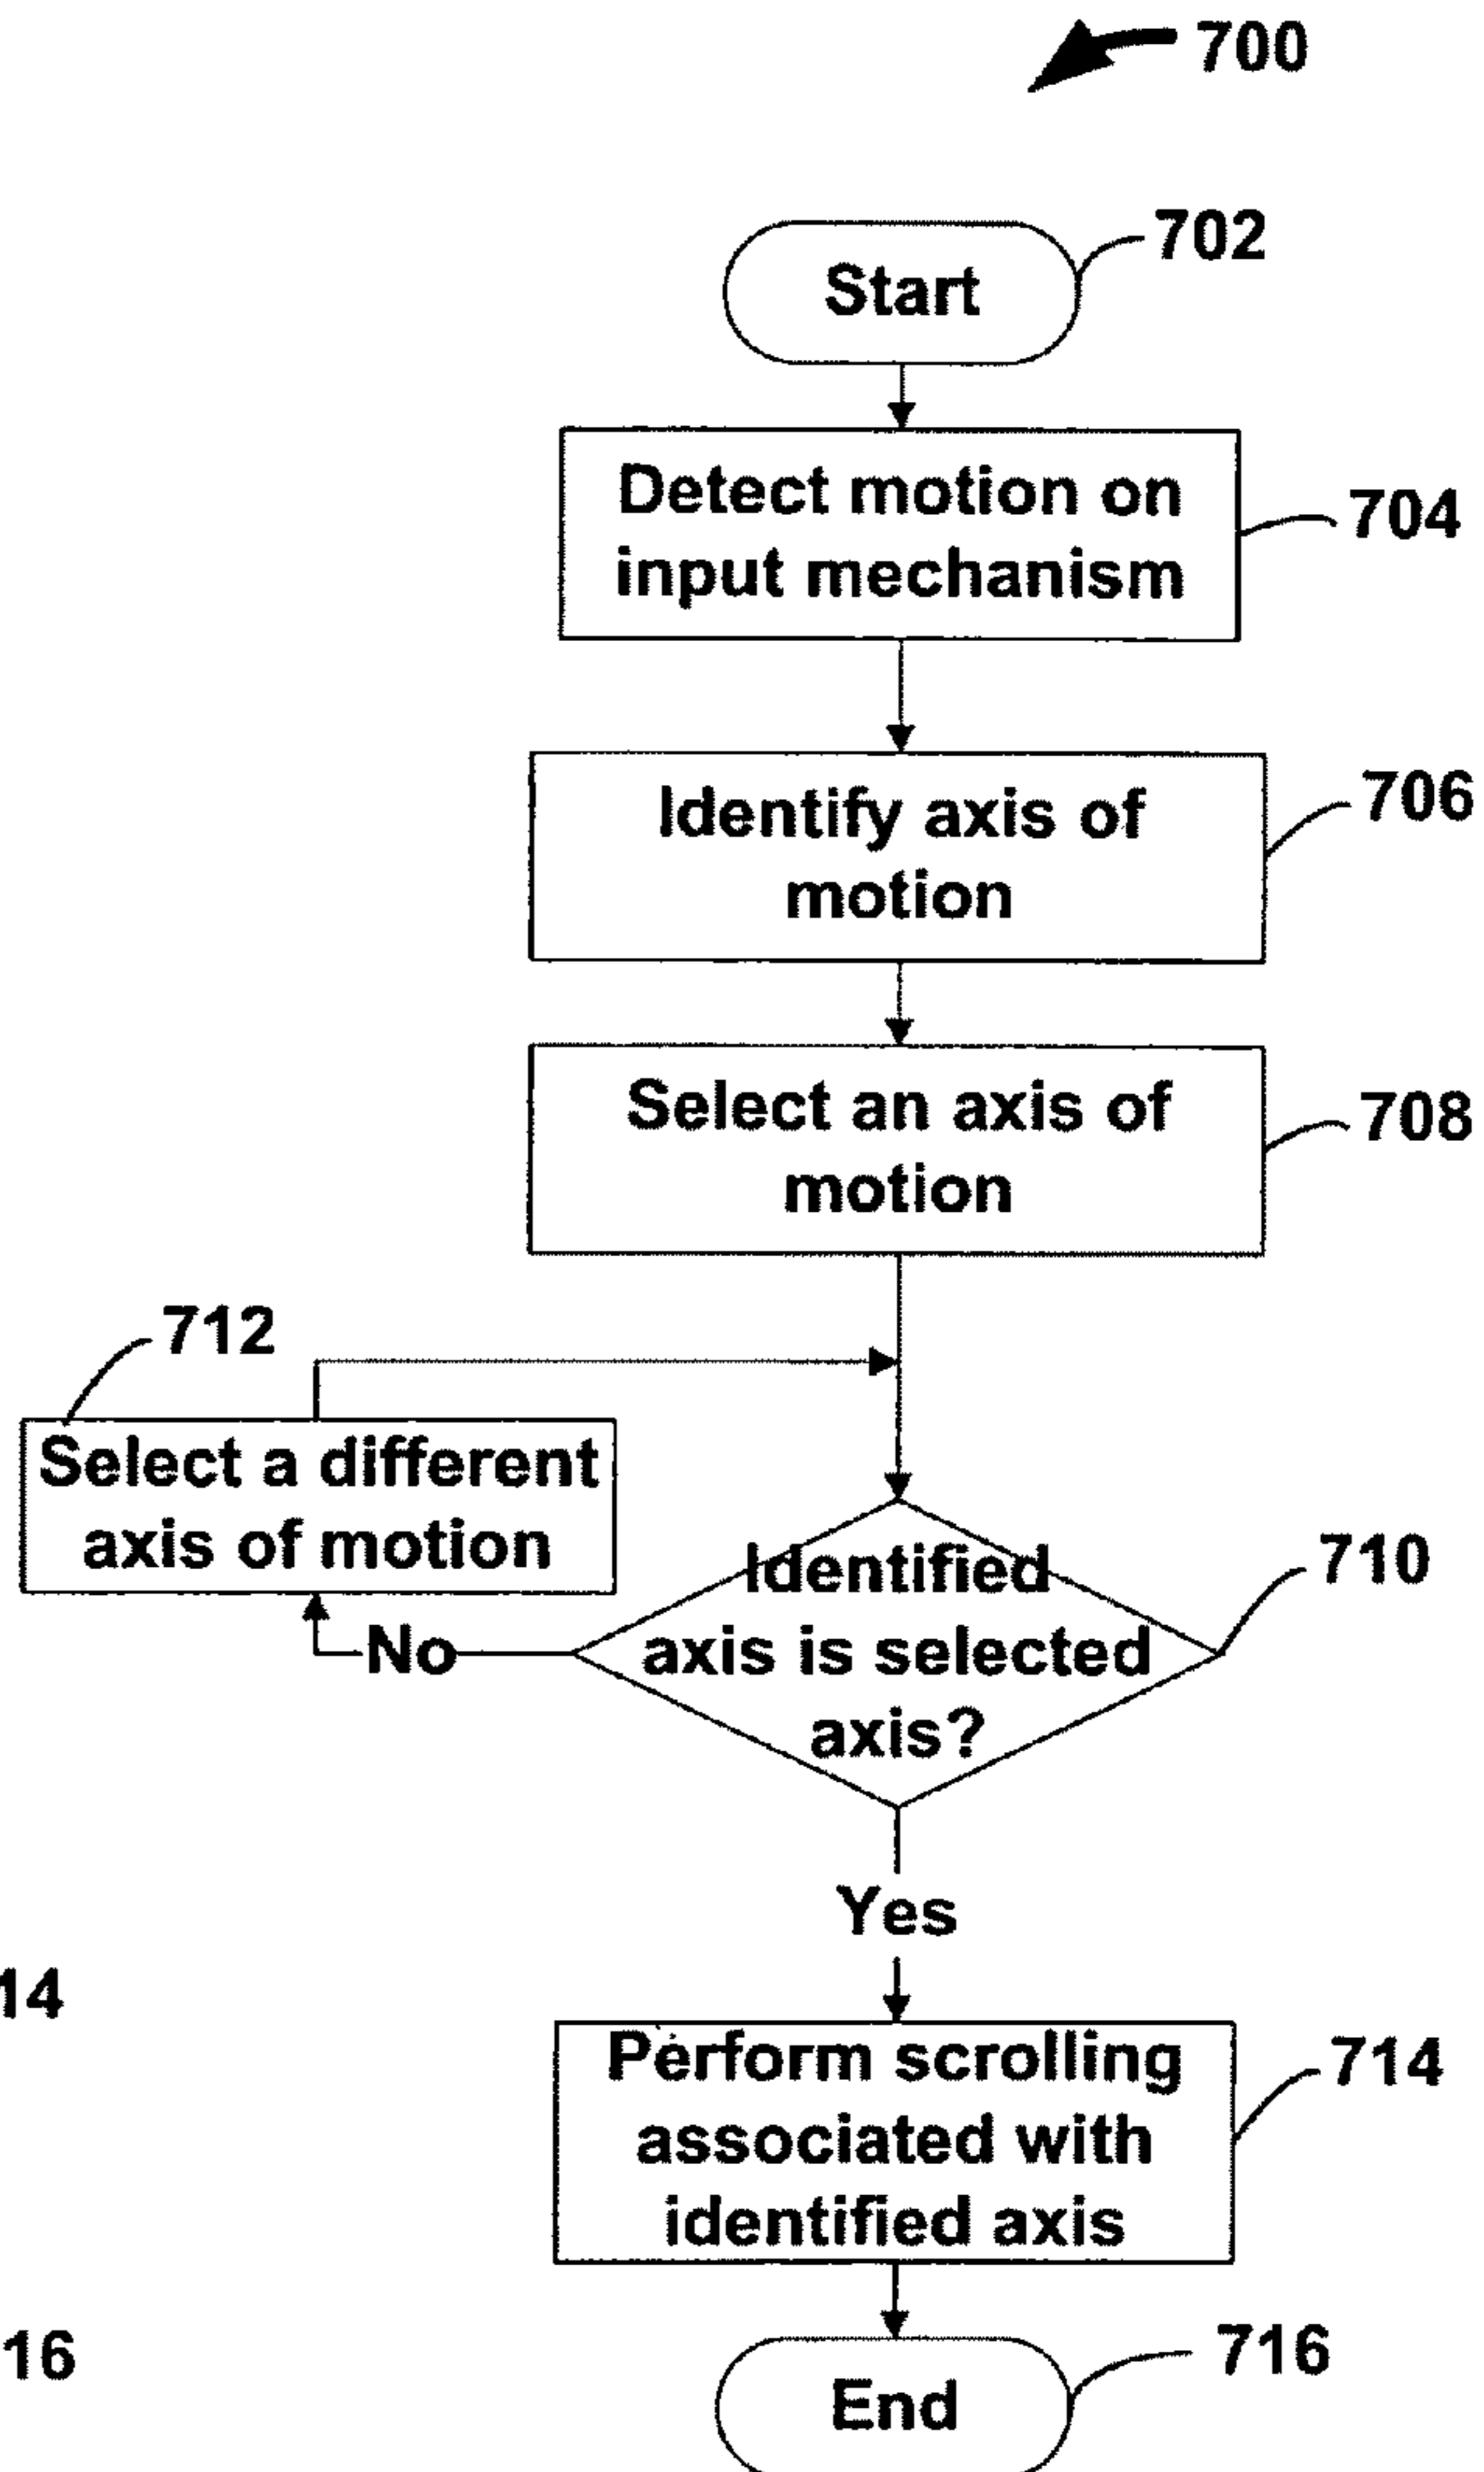 700
Start
702
Detect motion on
input mechanism
704
Identify axis of
motion
706
Select an axis of
motion
708
712
Select a different
axis of motion
Identified
axis is selected
axis?
710
No
Yes
14
Perform scrolling
associated with
identified axis
714
16
End
716